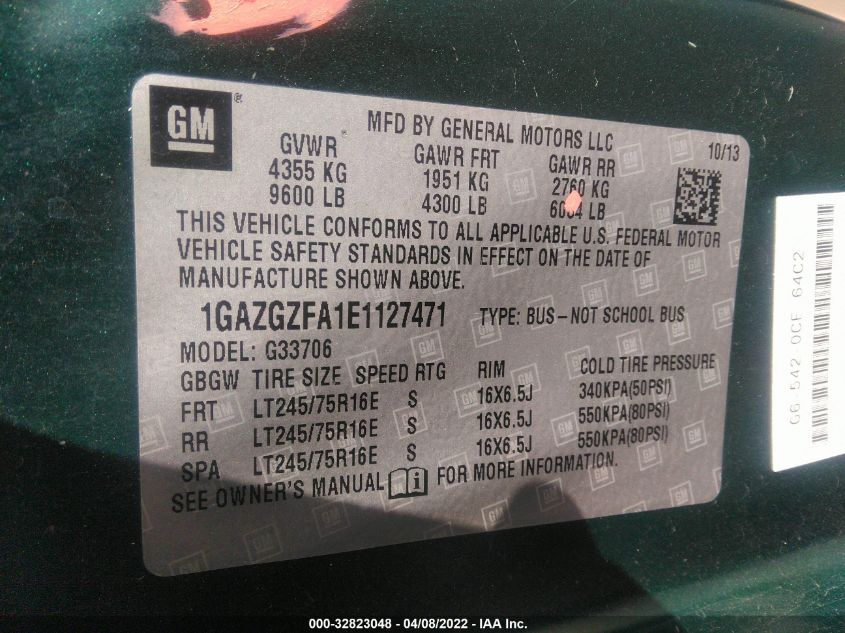 GM ®
MFD BY GENERAL MOTORS LLC 10/13
GVWR GAWR FRT GAWR RR
4355 KG 1951 KG 2760 KG
9600 LB 4300 LB 6084 LB
THIS VEHICLE CONFORMS TO ALL APPLICABLE U.S. FEDERAL MOTOR
VEHICLE SAFETY STANDARDS IN EFFECT ON THE DATE OF
MANUFACTURE SHOWN ABOVE.
1GAZGZFA1E1127471 TYPE: BUS-NOT SCHOOL BUS
MODEL: G33706
GBGW TIRE SIZE SPEED RTG RIM COLD TIRE PRESSURE
FRT LT245/75R16E S 16X6.5J 340KPA(50PSI)
RR LT245/75R16E S 16X6.5J 550KPA(80PSI)
SPA LT245/75R16E S 16X6.5J 550KPA(80PSI)
SEE OWNER'S MANUAL FOR MORE INFORMATION.
G6-542 0CF 64C2
000-32823048 - 04/08/2022 - IAA Inc.